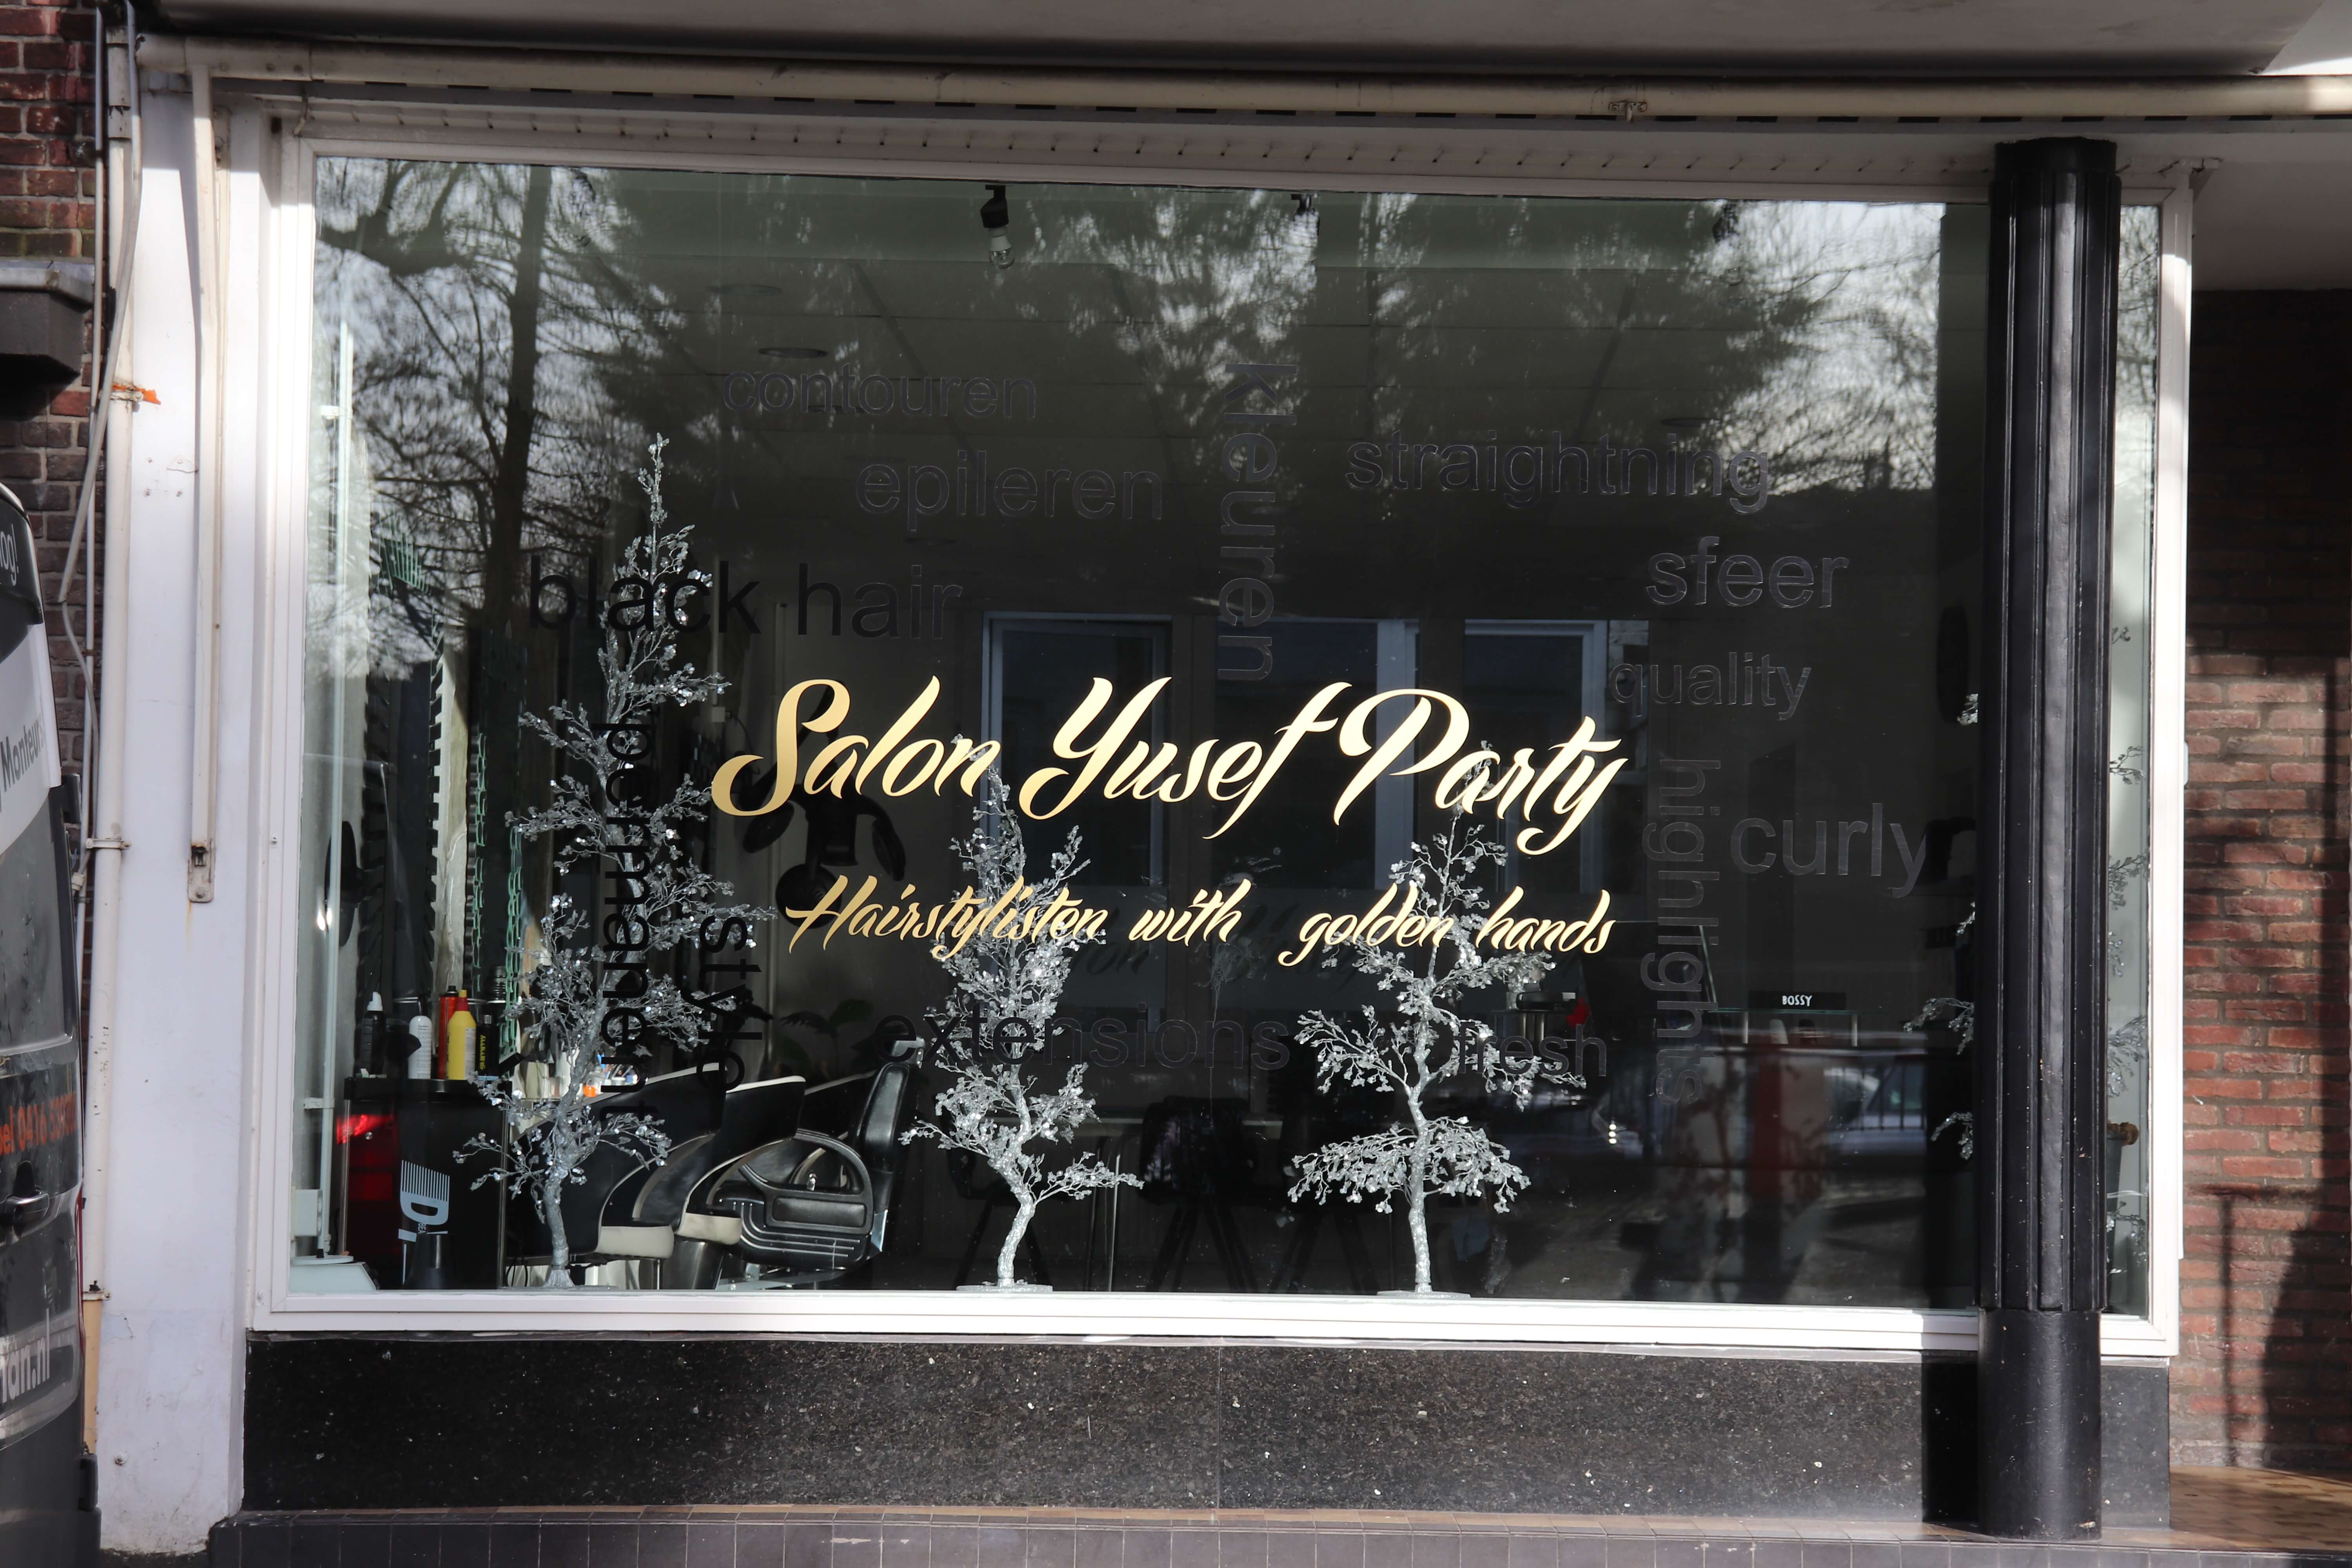 contouren
kleuren
straightning
epileren
sfeer
black hair
quality
Salon Yusef Party
permanent
highlights
curly
Hairstylisten with golden hands
style
BOSSY
extensions
fresh
Monteur